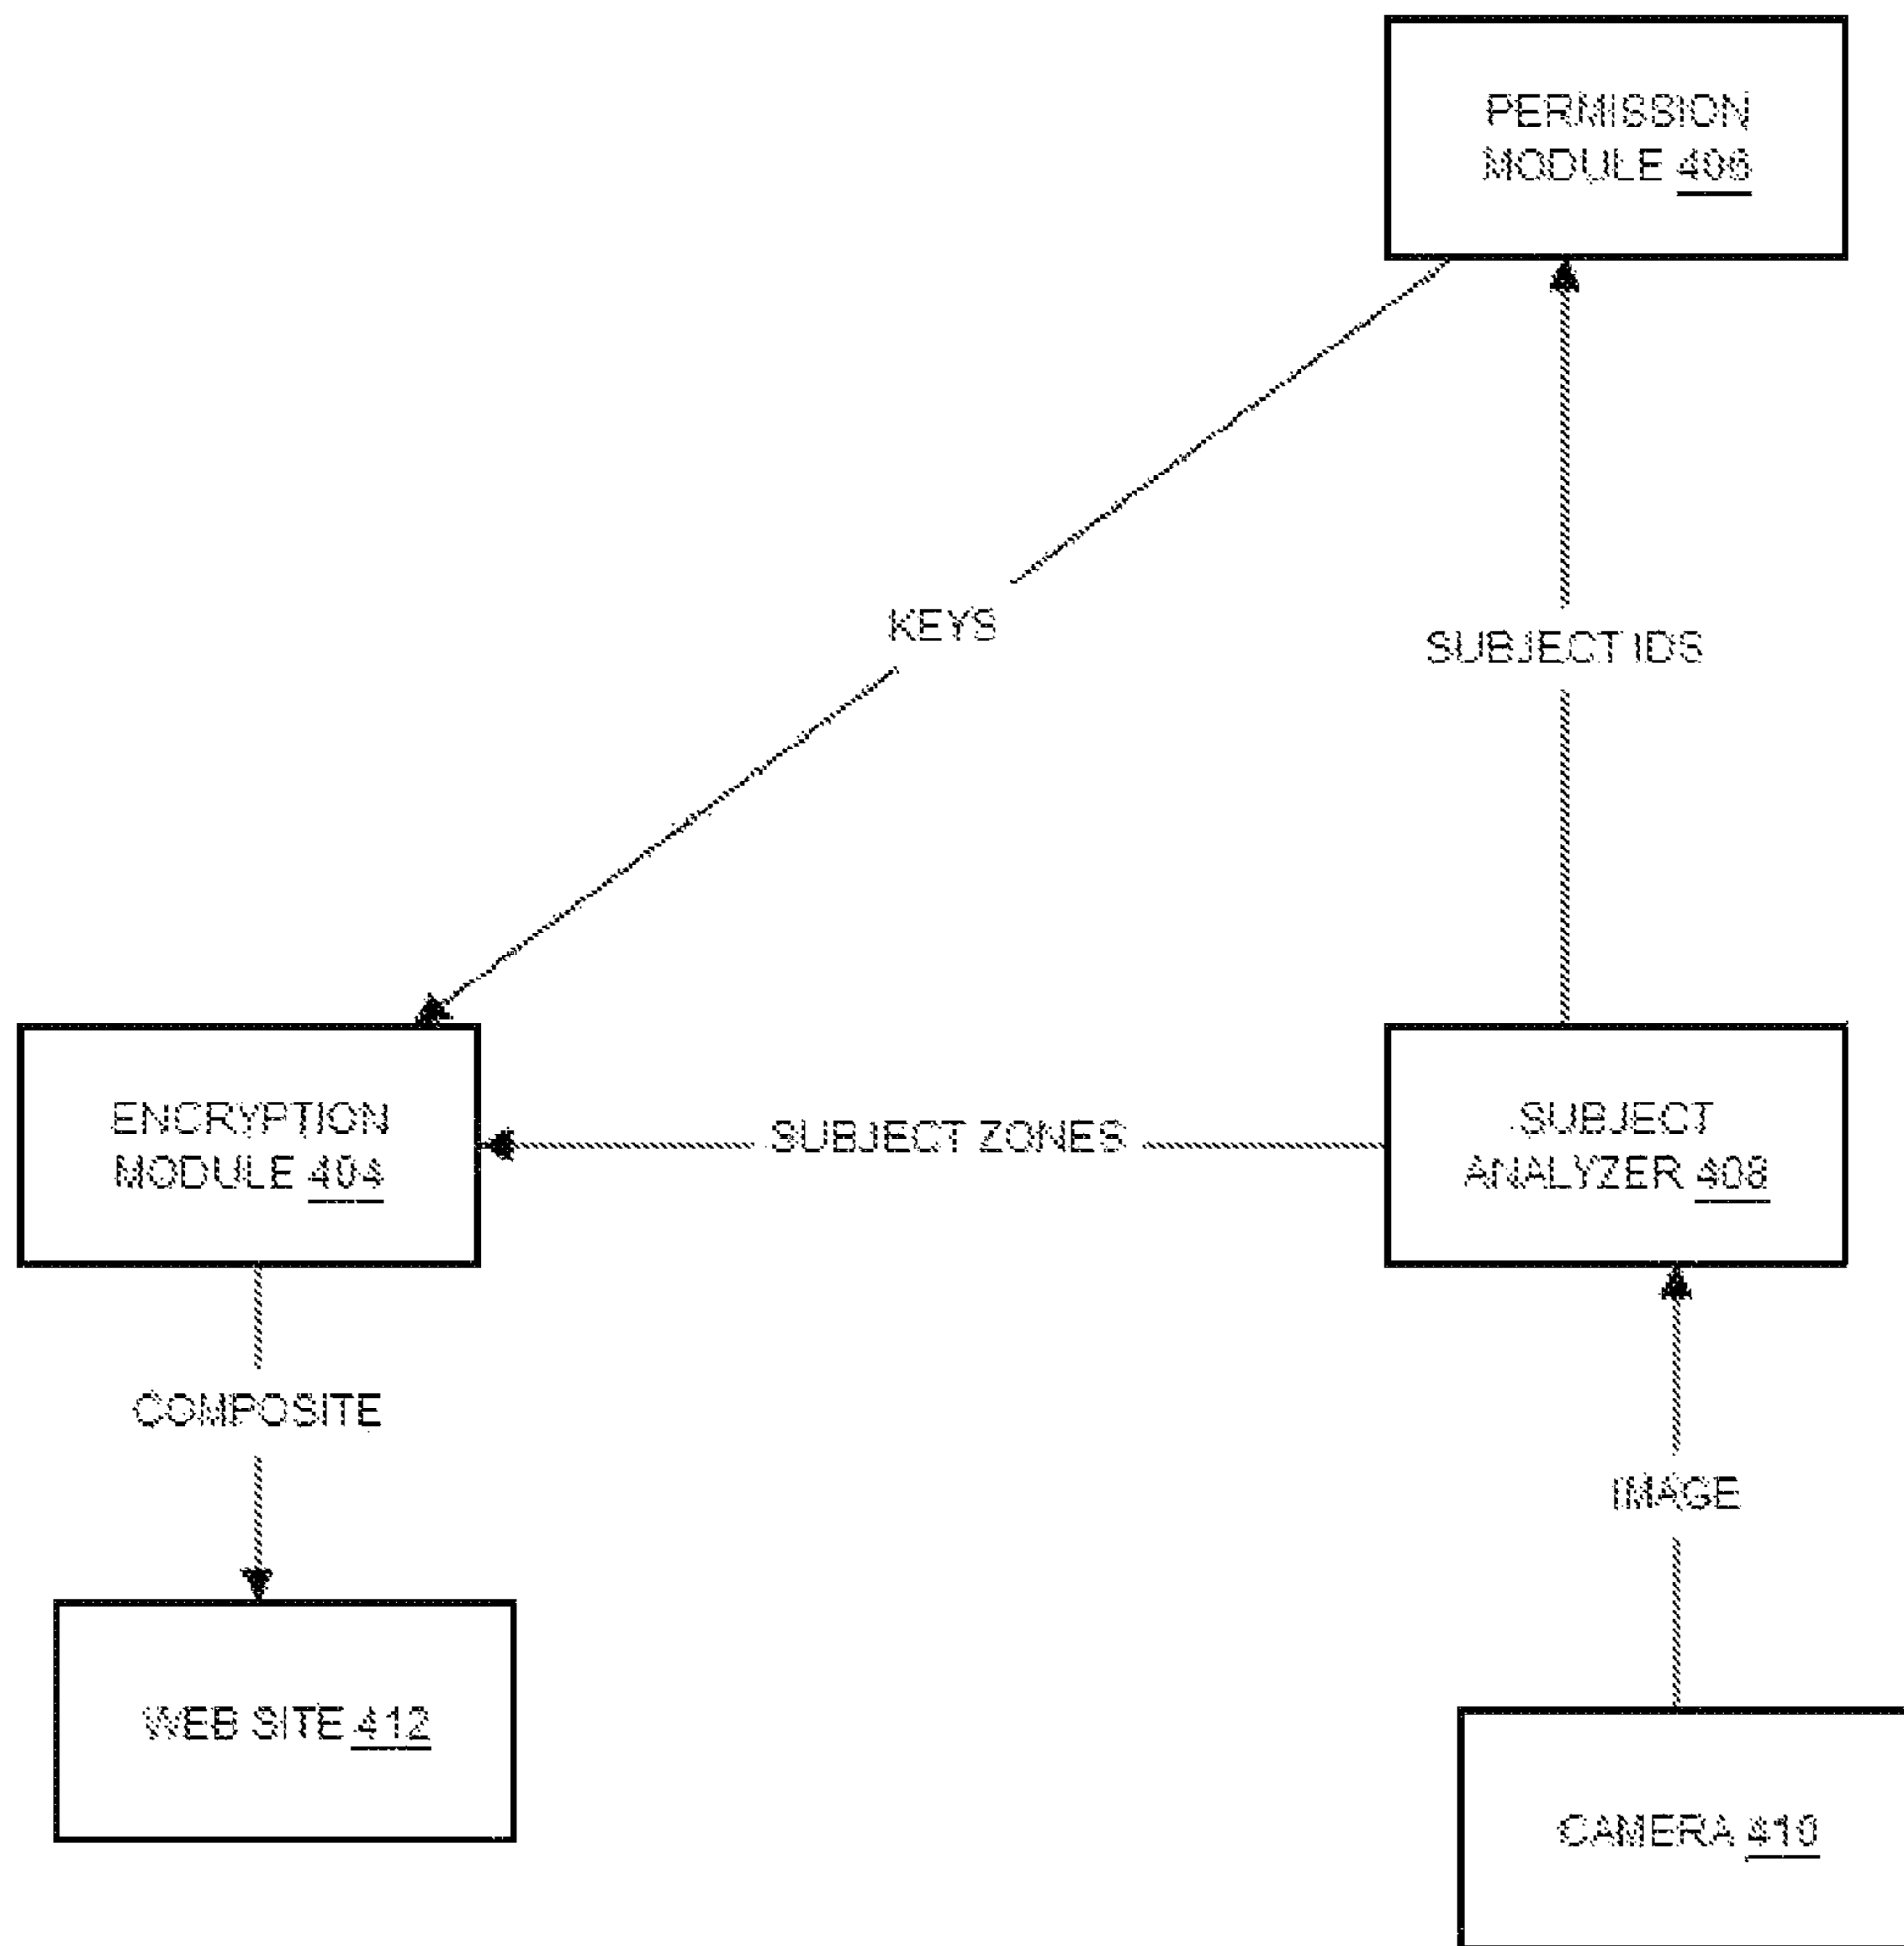 PERMISSION
MODULE 406
KEYS
SUBJECT IDS
ENCRYPTION
MODULE 404
SUBJECT ZONES
SUBJECT
ANALYZER 408
COMPOSITE
IMAGE
WEB SITE 412
CAMERA 410